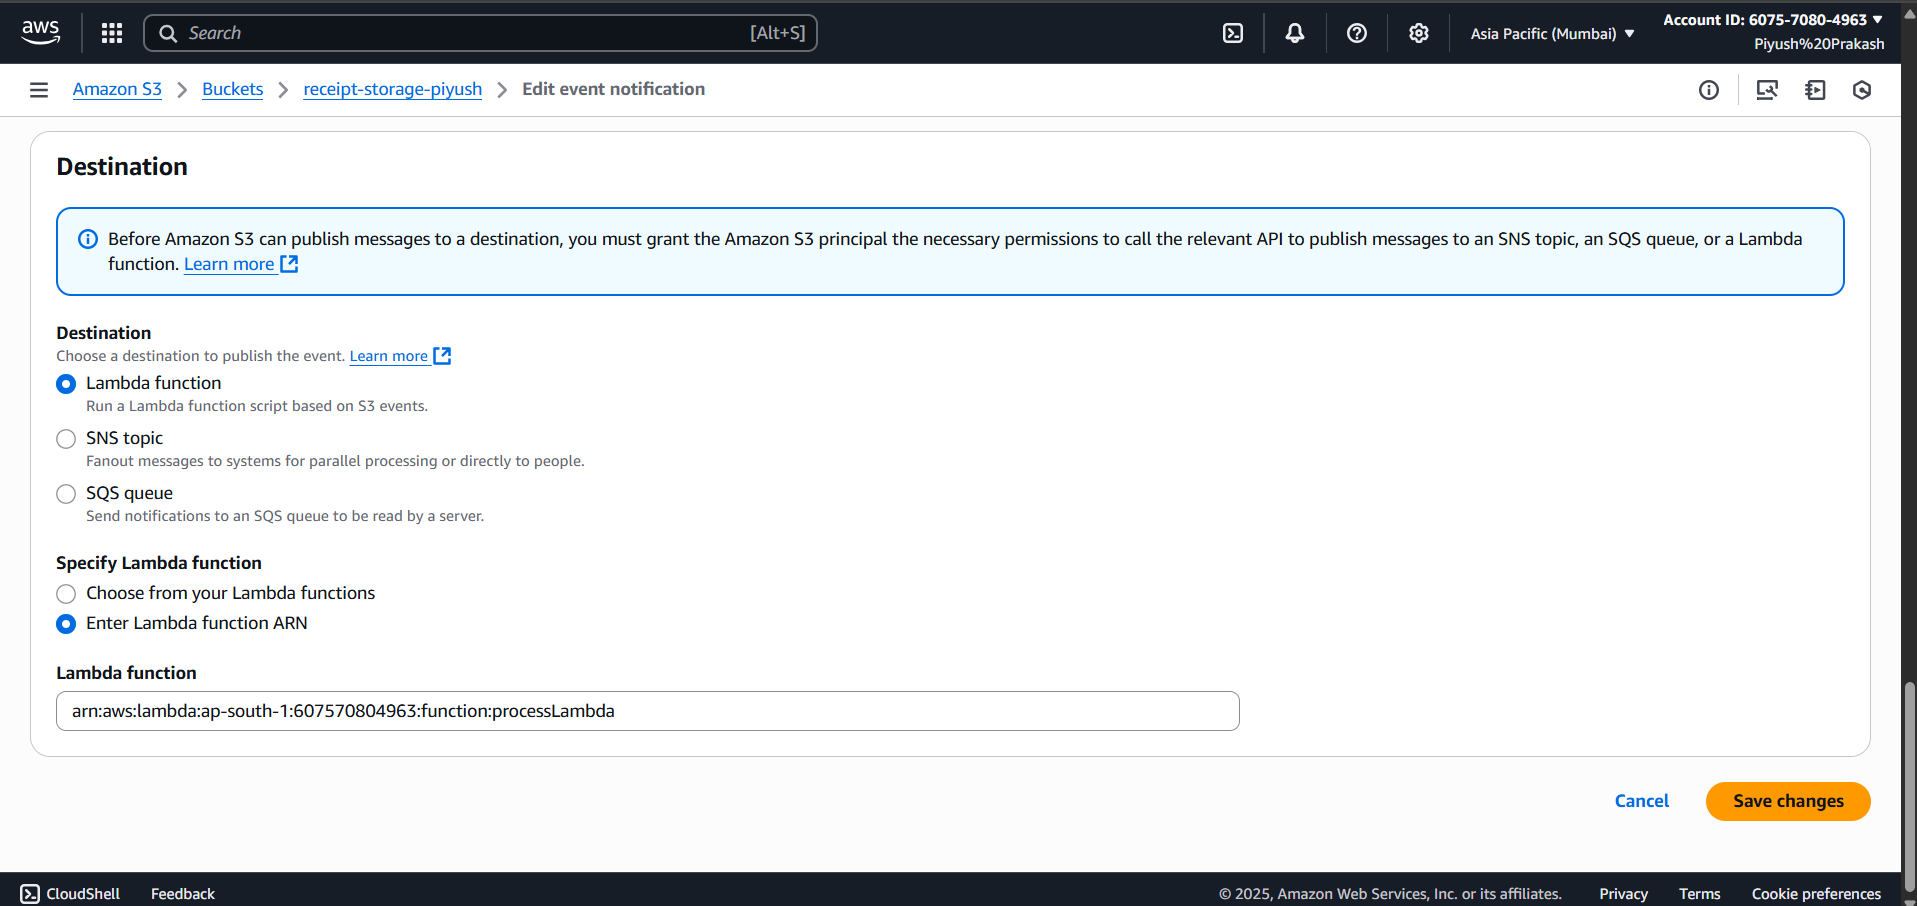 aws
Search [Alt+S]
Asia Pacific (Mumbai)
Account ID: 6075-7080-4963
Piyush%20Prakash
Amazon S3 > Buckets > receipt-storage-piyush > Edit event notification
Destination
Before Amazon S3 can publish messages to a destination, you must grant the Amazon S3 principal the necessary permissions to call the relevant API to publish messages to an SNS topic, an SQS queue, or a Lambda
function. Learn more
Destination
Choose a destination to publish the event. Learn more
Lambda function
Run a Lambda function script based on S3 events.
SNS topic
Fanout messages to systems for parallel processing or directly to people.
SQS queue
Send notifications to an SQS queue to be read by a server.
Specify Lambda function
Choose from your Lambda functions
Enter Lambda function ARN
Lambda function
arn:aws:lambda:ap-south-1:607570804963:function:processLambda
Cancel Save changes
CloudShell Feedback © 2025, Amazon Web Services, Inc. or its affiliates. Privacy Terms Cookie preferences